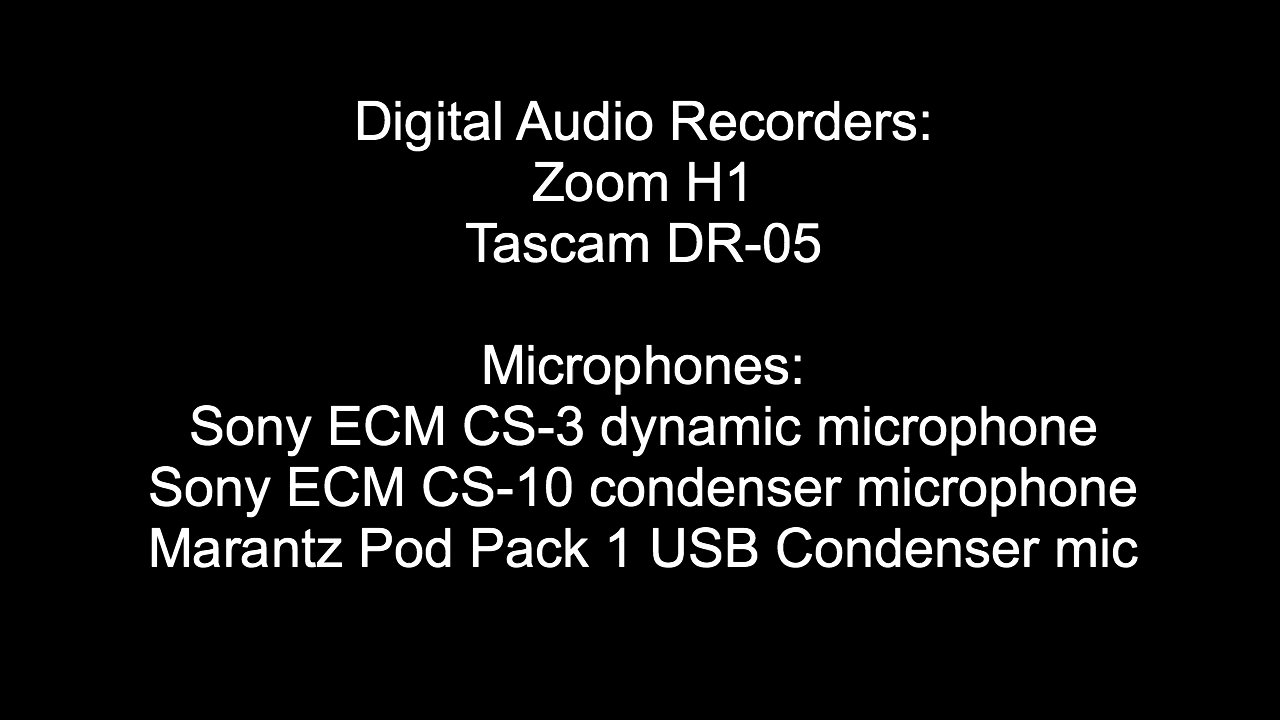 Digital Audio Recorders:
Zoom H1
Tascam DR-05
Microphones:
Sony ECM CS-3 dynamic microphone
Sony ECM CS-10 condenser microphone
Marantz Pod Pack 1 USB Condenser mic